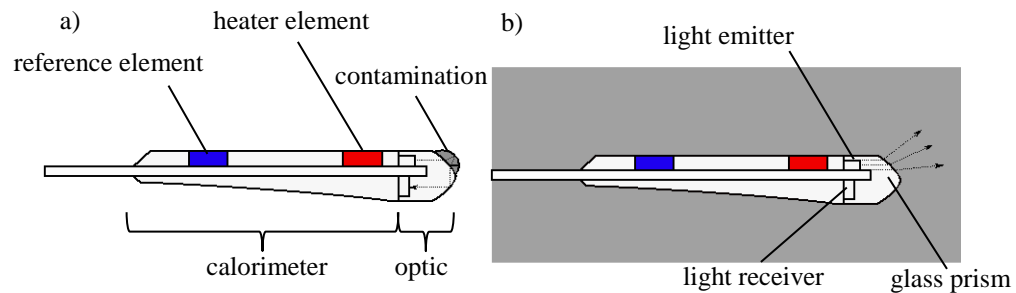 a)
heater element
reference element
contamination
calorimeter
optic
b)
light emitter
light receiver
glass prism